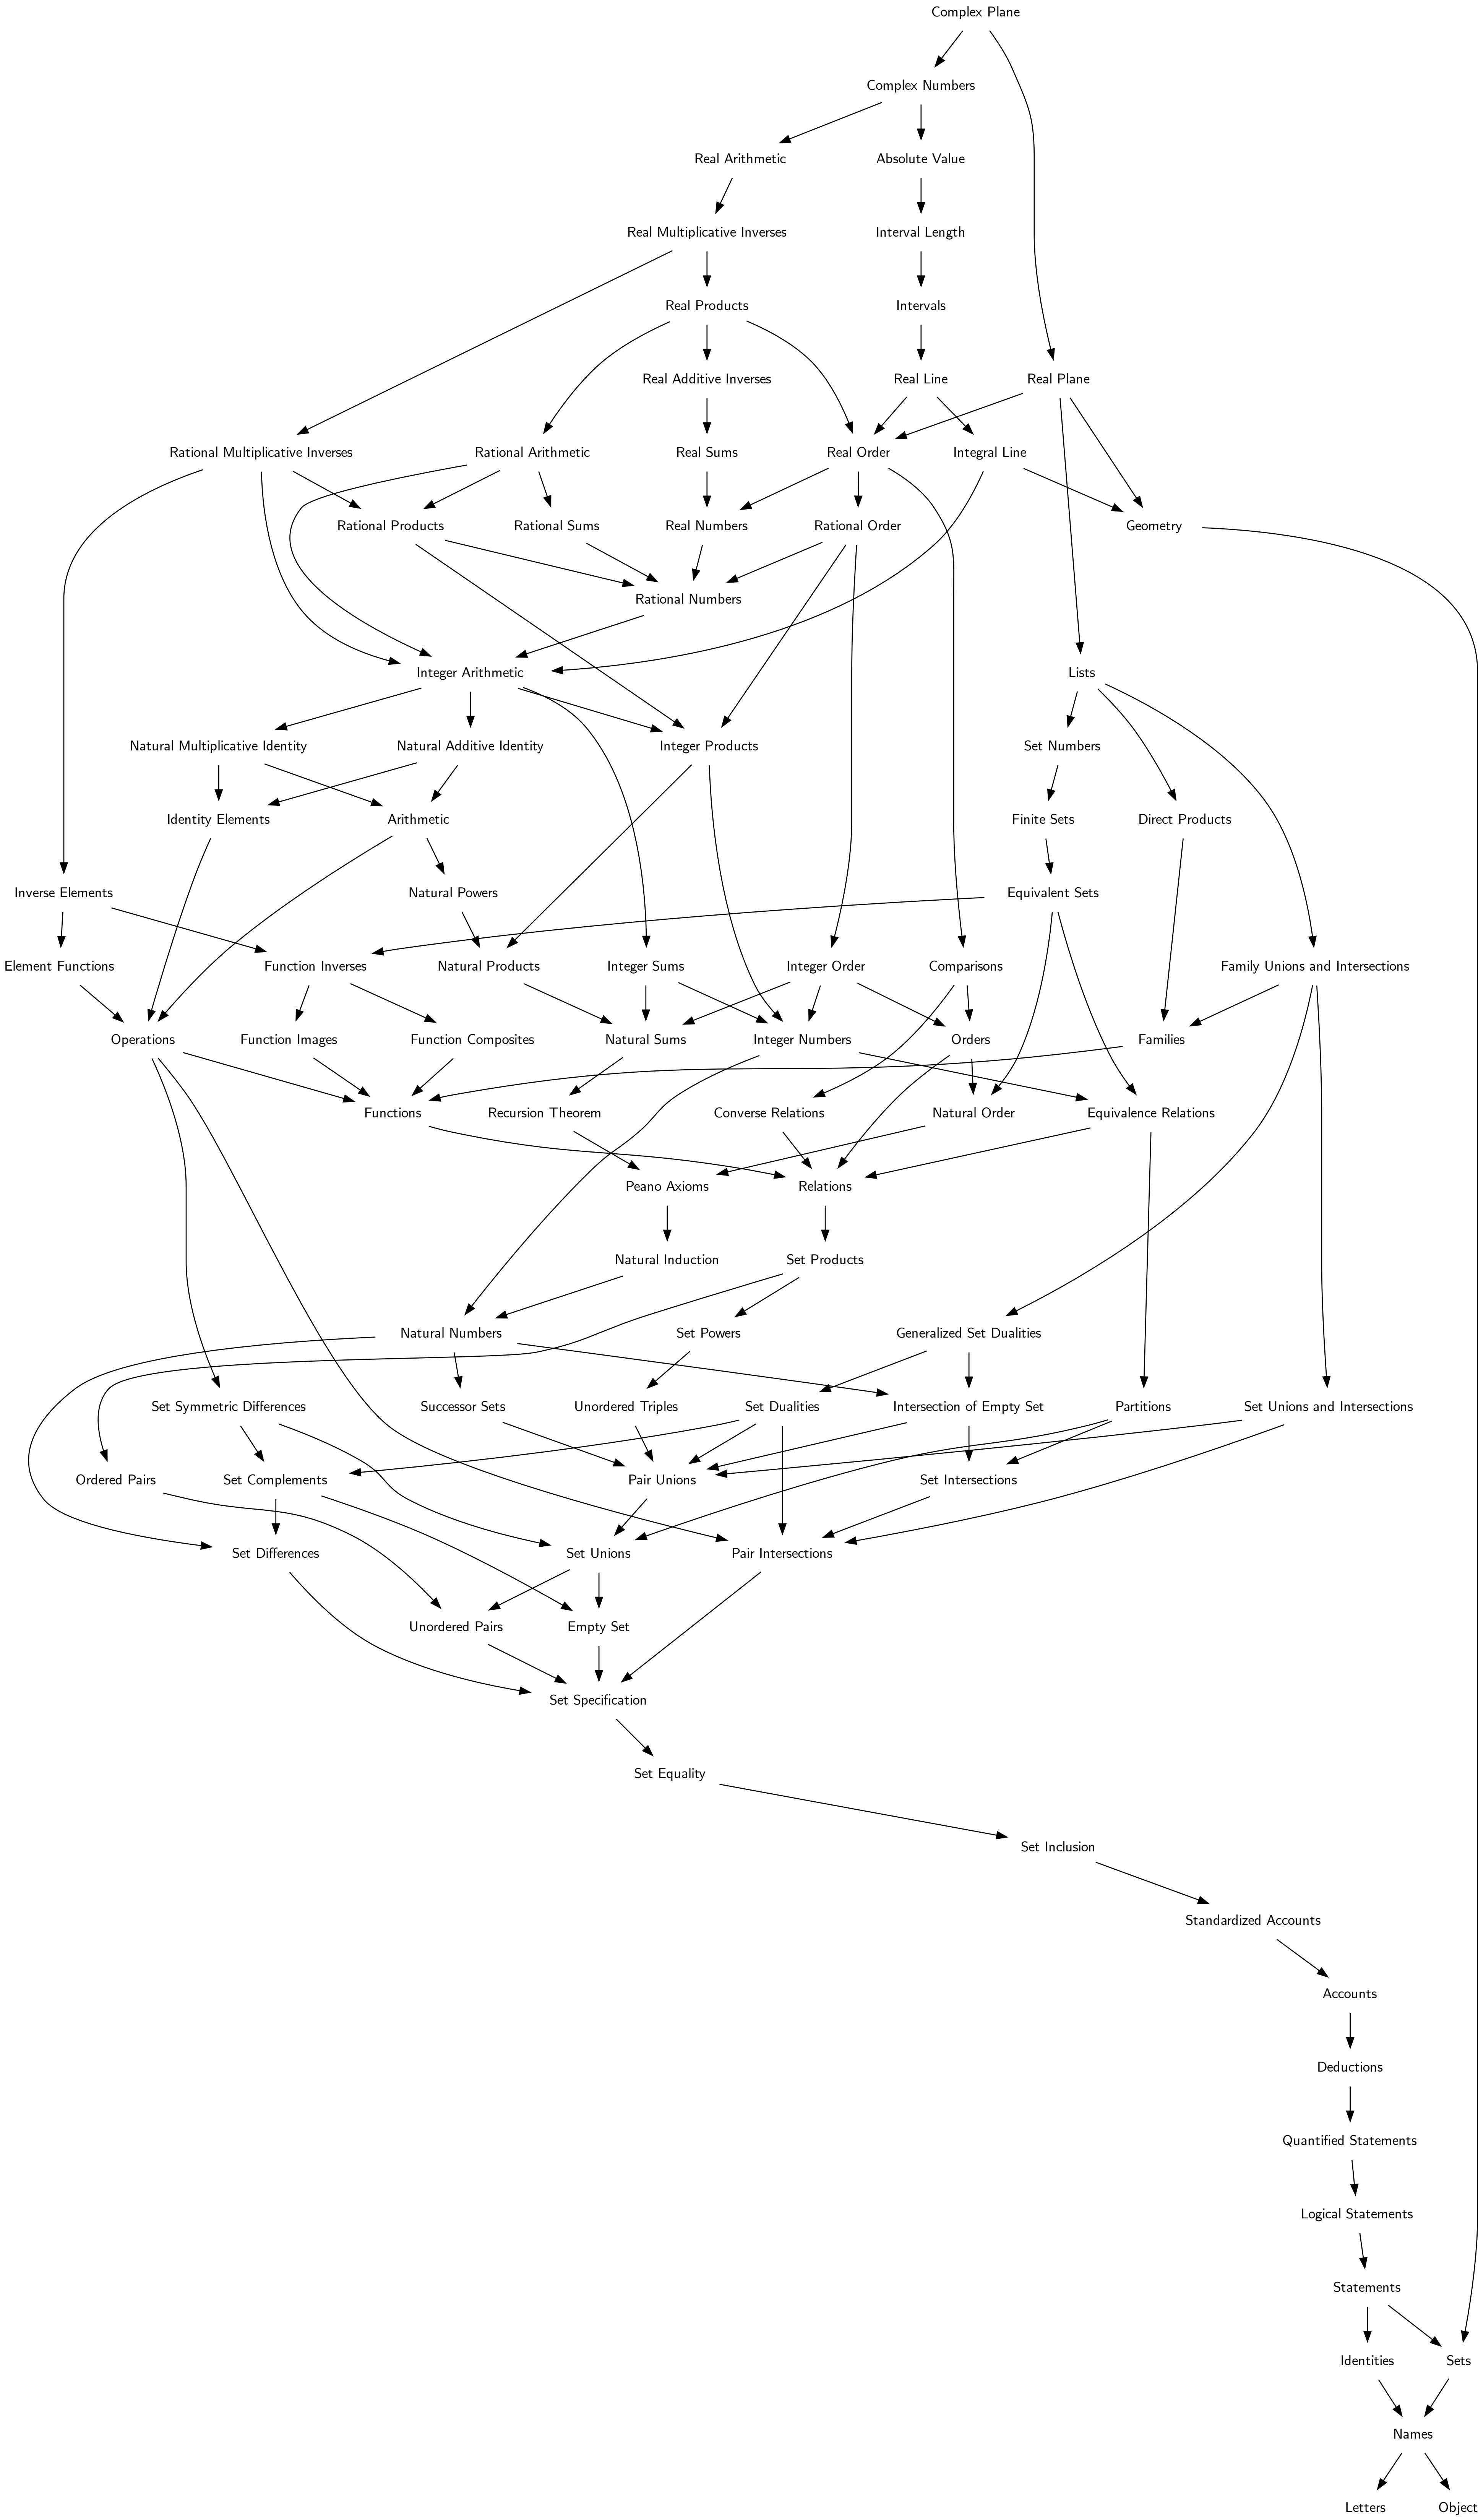 Complex Plane
Complex Numbers
Real Arithmetic
Absolute Value
Real Multiplicative Inverses
Interval Length
Real Products
Intervals
Real Additive Inverses
Real Line
Real Plane
Rational Multiplicative Inverses
Rational Arithmetic
Real Sums
Real Order
Integral Line
Rational Products
Rational Sums
Real Numbers
Rational Order
Geometry
Rational Numbers
Integer Arithmetic
Lists
Natural Multiplicative Identity
Natural Additive Identity
Integer Products
Set Numbers
Identity Elements
Arithmetic
Finite Sets
Direct Products
Inverse Elements
Natural Powers
Equivalent Sets
Element Functions
Function Inverses
Natural Products
Integer Sums
Integer Order
Comparisons
Family Unions and Intersections
Operations
Function Images
Function Composites
Natural Sums
Integer Numbers
Orders
Families
Functions
Recursion Theorem
Converse Relations
Natural Order
Equivalence Relations
Peano Axioms
Relations
Natural Induction
Set Products
Natural Numbers
Set Powers
Generalized Set Dualities
Set Symmetric Differences
Successor Sets
Unordered Triples
Set Dualities
Intersection of Empty Set
Partitions
Set Unions and Intersections
Ordered Pairs
Set Complements
Pair Unions
Set Intersections
Set Differences
Set Unions
Pair Intersections
Unordered Pairs
Empty Set
Set Specification
Set Equality
Set Inclusion
Standardized Accounts
Accounts
Deductions
Quantified Statements
Logical Statements
Statements
Identities
Sets
Names
Letters
Object